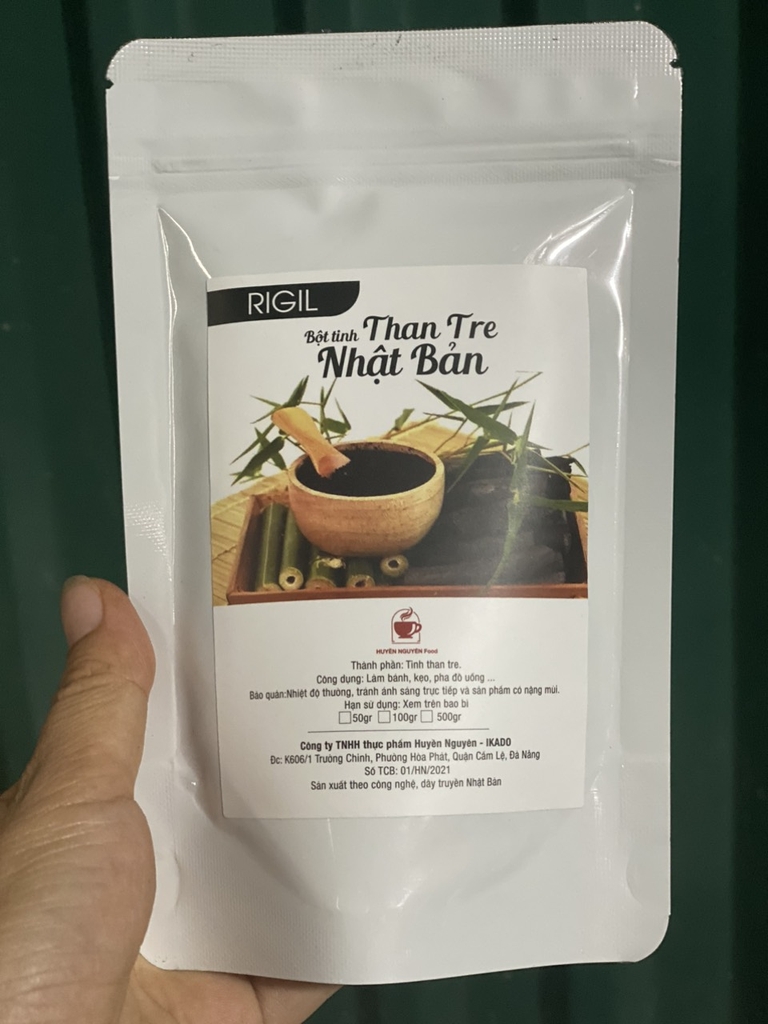 RIGIL
Bột tinh Than Tre
Nhật Bản
HUYÊN NGUYÊN Food
Thành phần: Tinh than tre.
Công dụng: Làm bánh, kẹo, pha đồ uống ...
Bảo quản:Nhiệt độ thường, tránh ánh sáng trực tiếp và sản phẩm có nặng mùi.
Hạn sử dụng: Xem trên bao bì
50gr 100gr 500gr
Công ty TNHH thực phẩm Huyên Nguyên - IKADO
Đc: K606/1 Trường Chinh, Phường Hòa Phát, Quận Cẩm Lệ, Đà Nẵng
Số TCB: 01/HN/2021
Sản xuất theo công nghệ, dây truyền Nhật Bản